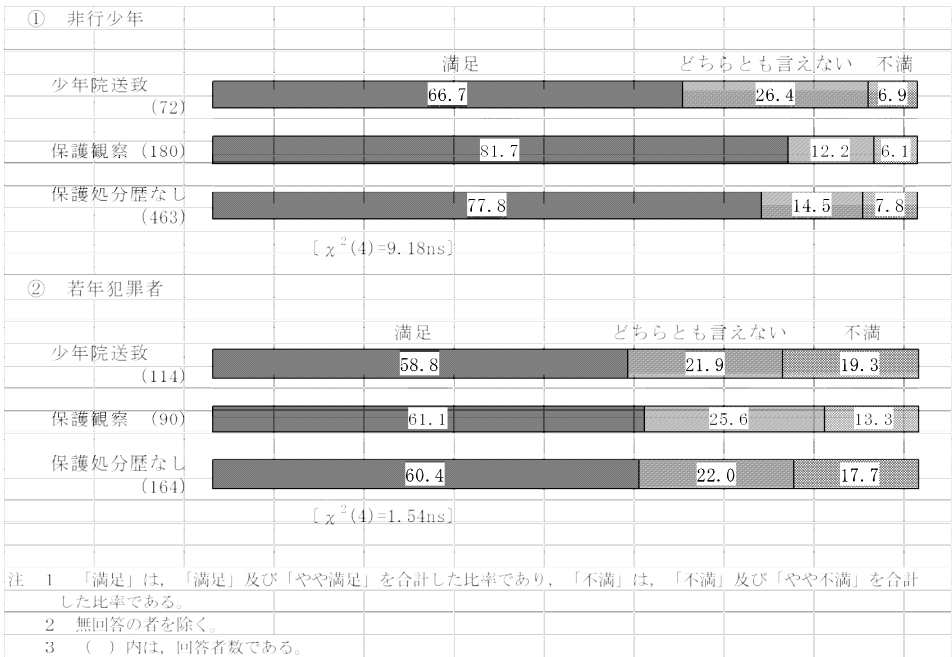 ① 非行少年
満足 どちらとも言えない 不満
少年院送致
(72)
66.7 26.4 6.9
保護観察 (180) 81.7 12.2 6.1
保護処分歴なし
(463)
77.8 14.5 7.8
〔χ²(4)=9.18ns〕
② 若年犯罪者
満足 どちらとも言えない 不満
少年院送致
(114)
58.8 21.9 19.3
保護観察 (90) 61.1 25.6 13.3
保護処分歴なし
(164)
60.4 22.0 17.7
〔χ²(4)=1.54ns〕
注 1 「満足」は，「満足」及び「やや満足」を合計した比率であり，「不満」は，「不満」及び「やや不満」を合計
した比率である。
2 無回答の者を除く。
3 （ ）内は，回答者数である。